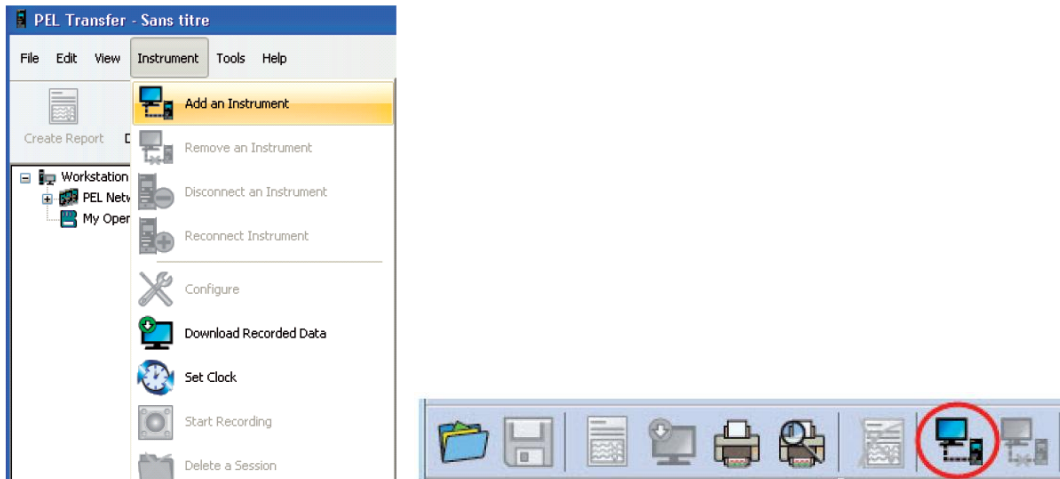 PEL Transfer - Sans titre
File Edit View Instrument Tools Help
Create Report
Add an Instrument
Remove an Instrument
Workstation
Disconnect an Instrument
PEL Netw
My Oper
Reconnect Instrument
Configure
Download Recorded Data
Set Clock
Start Recording
Delete a Session